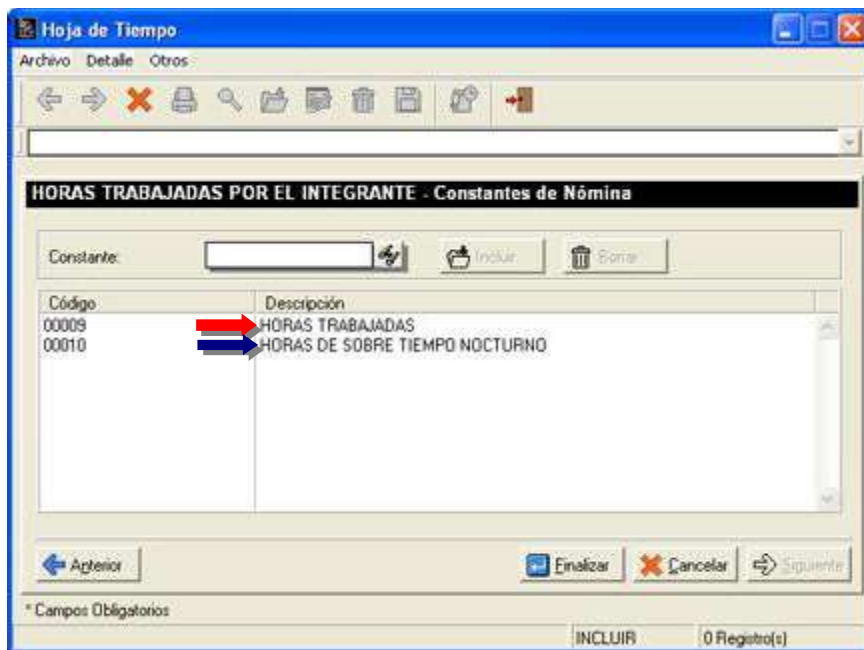 Hoja de Tiempo
Archivo Detalle Otros
HORAS TRABAJADAS POR EL INTEGRANTE - Constantes de Nómina
Constante: Incluir Borrar
Código Descripción
00009 HORAS TRABAJADAS
00010 HORAS DE SOBRE TIEMPO NOCTURNO
Anterior Finalizar Cancelar Siguiente
* Campos Obligatorios
INCLUIR 0 Registro(s)